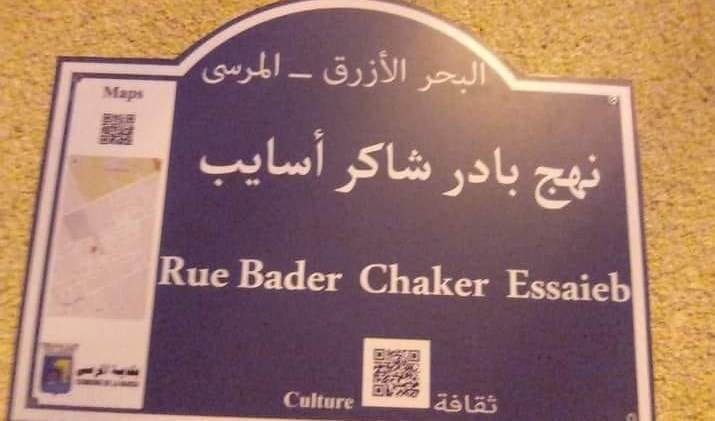 البحر الأزرق – المرسى
Maps
نهج بادر شاكر أسايب
Rue Bader Chaker Essaieb
Culture ثقافة